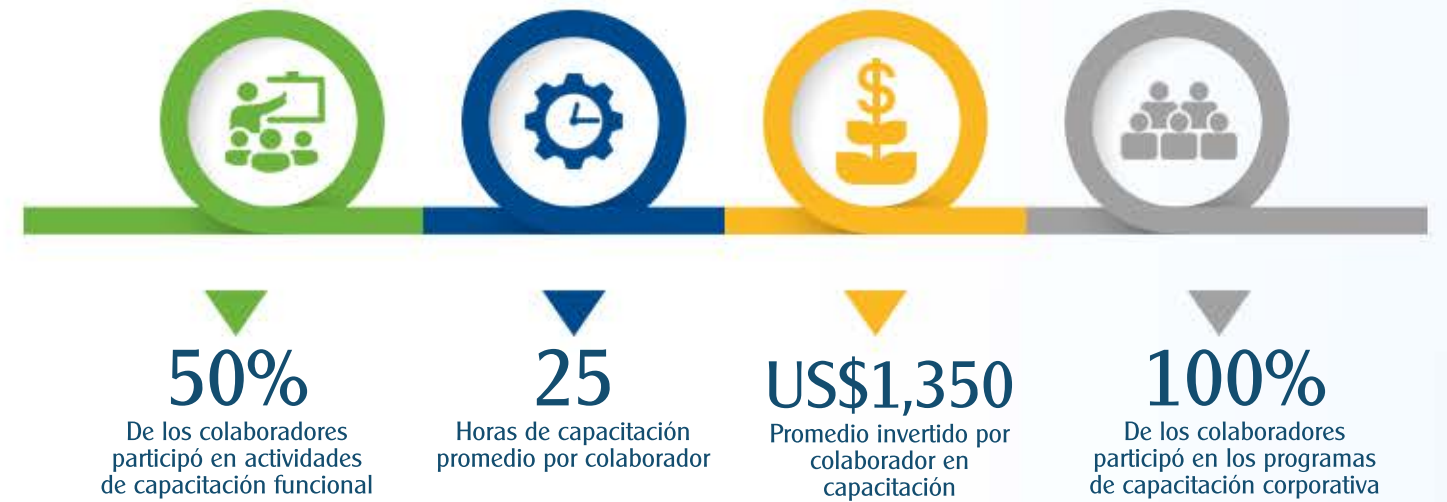 50%
De los colaboradores
participó en actividades
de capacitación funcional
25
Horas de capacitación
promedio por colaborador
US$1,350
Promedio invertido por
colaborador en
capacitación
100%
De los colaboradores
participó en los programas
de capacitación corporativa